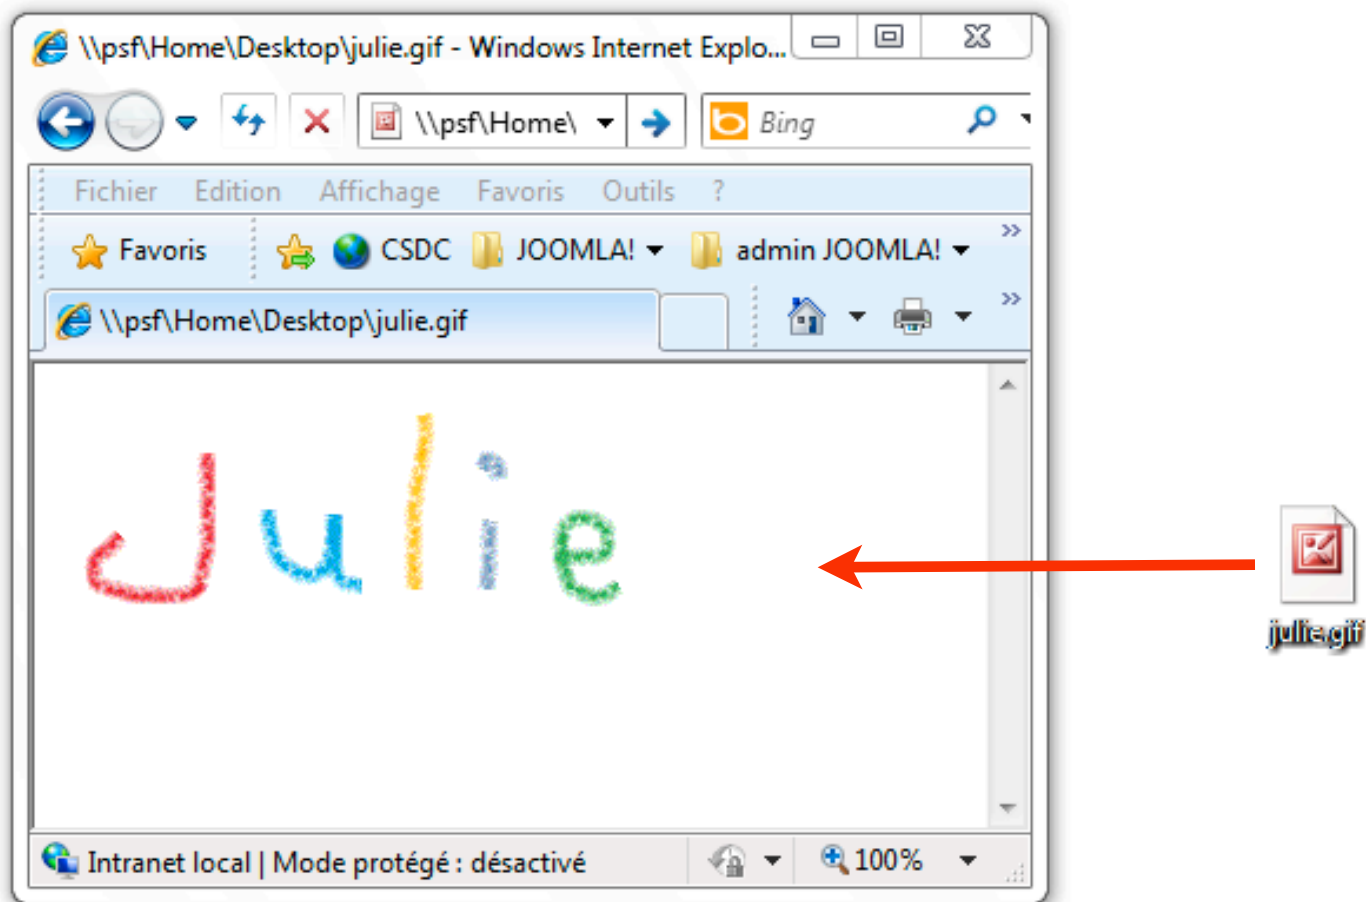 \\psf\Home\Desktop\julie.gif - Windows Internet Explo...
\\psf\Home\ Bing
Fichier Edition Affichage Favoris Outils ?
Favoris CSDC JOOMLA! admin JOOMLA! »
\\psf\Home\Desktop\julie.gif »
Julie
julie.gif
Intranet local | Mode protégé : désactivé 100%